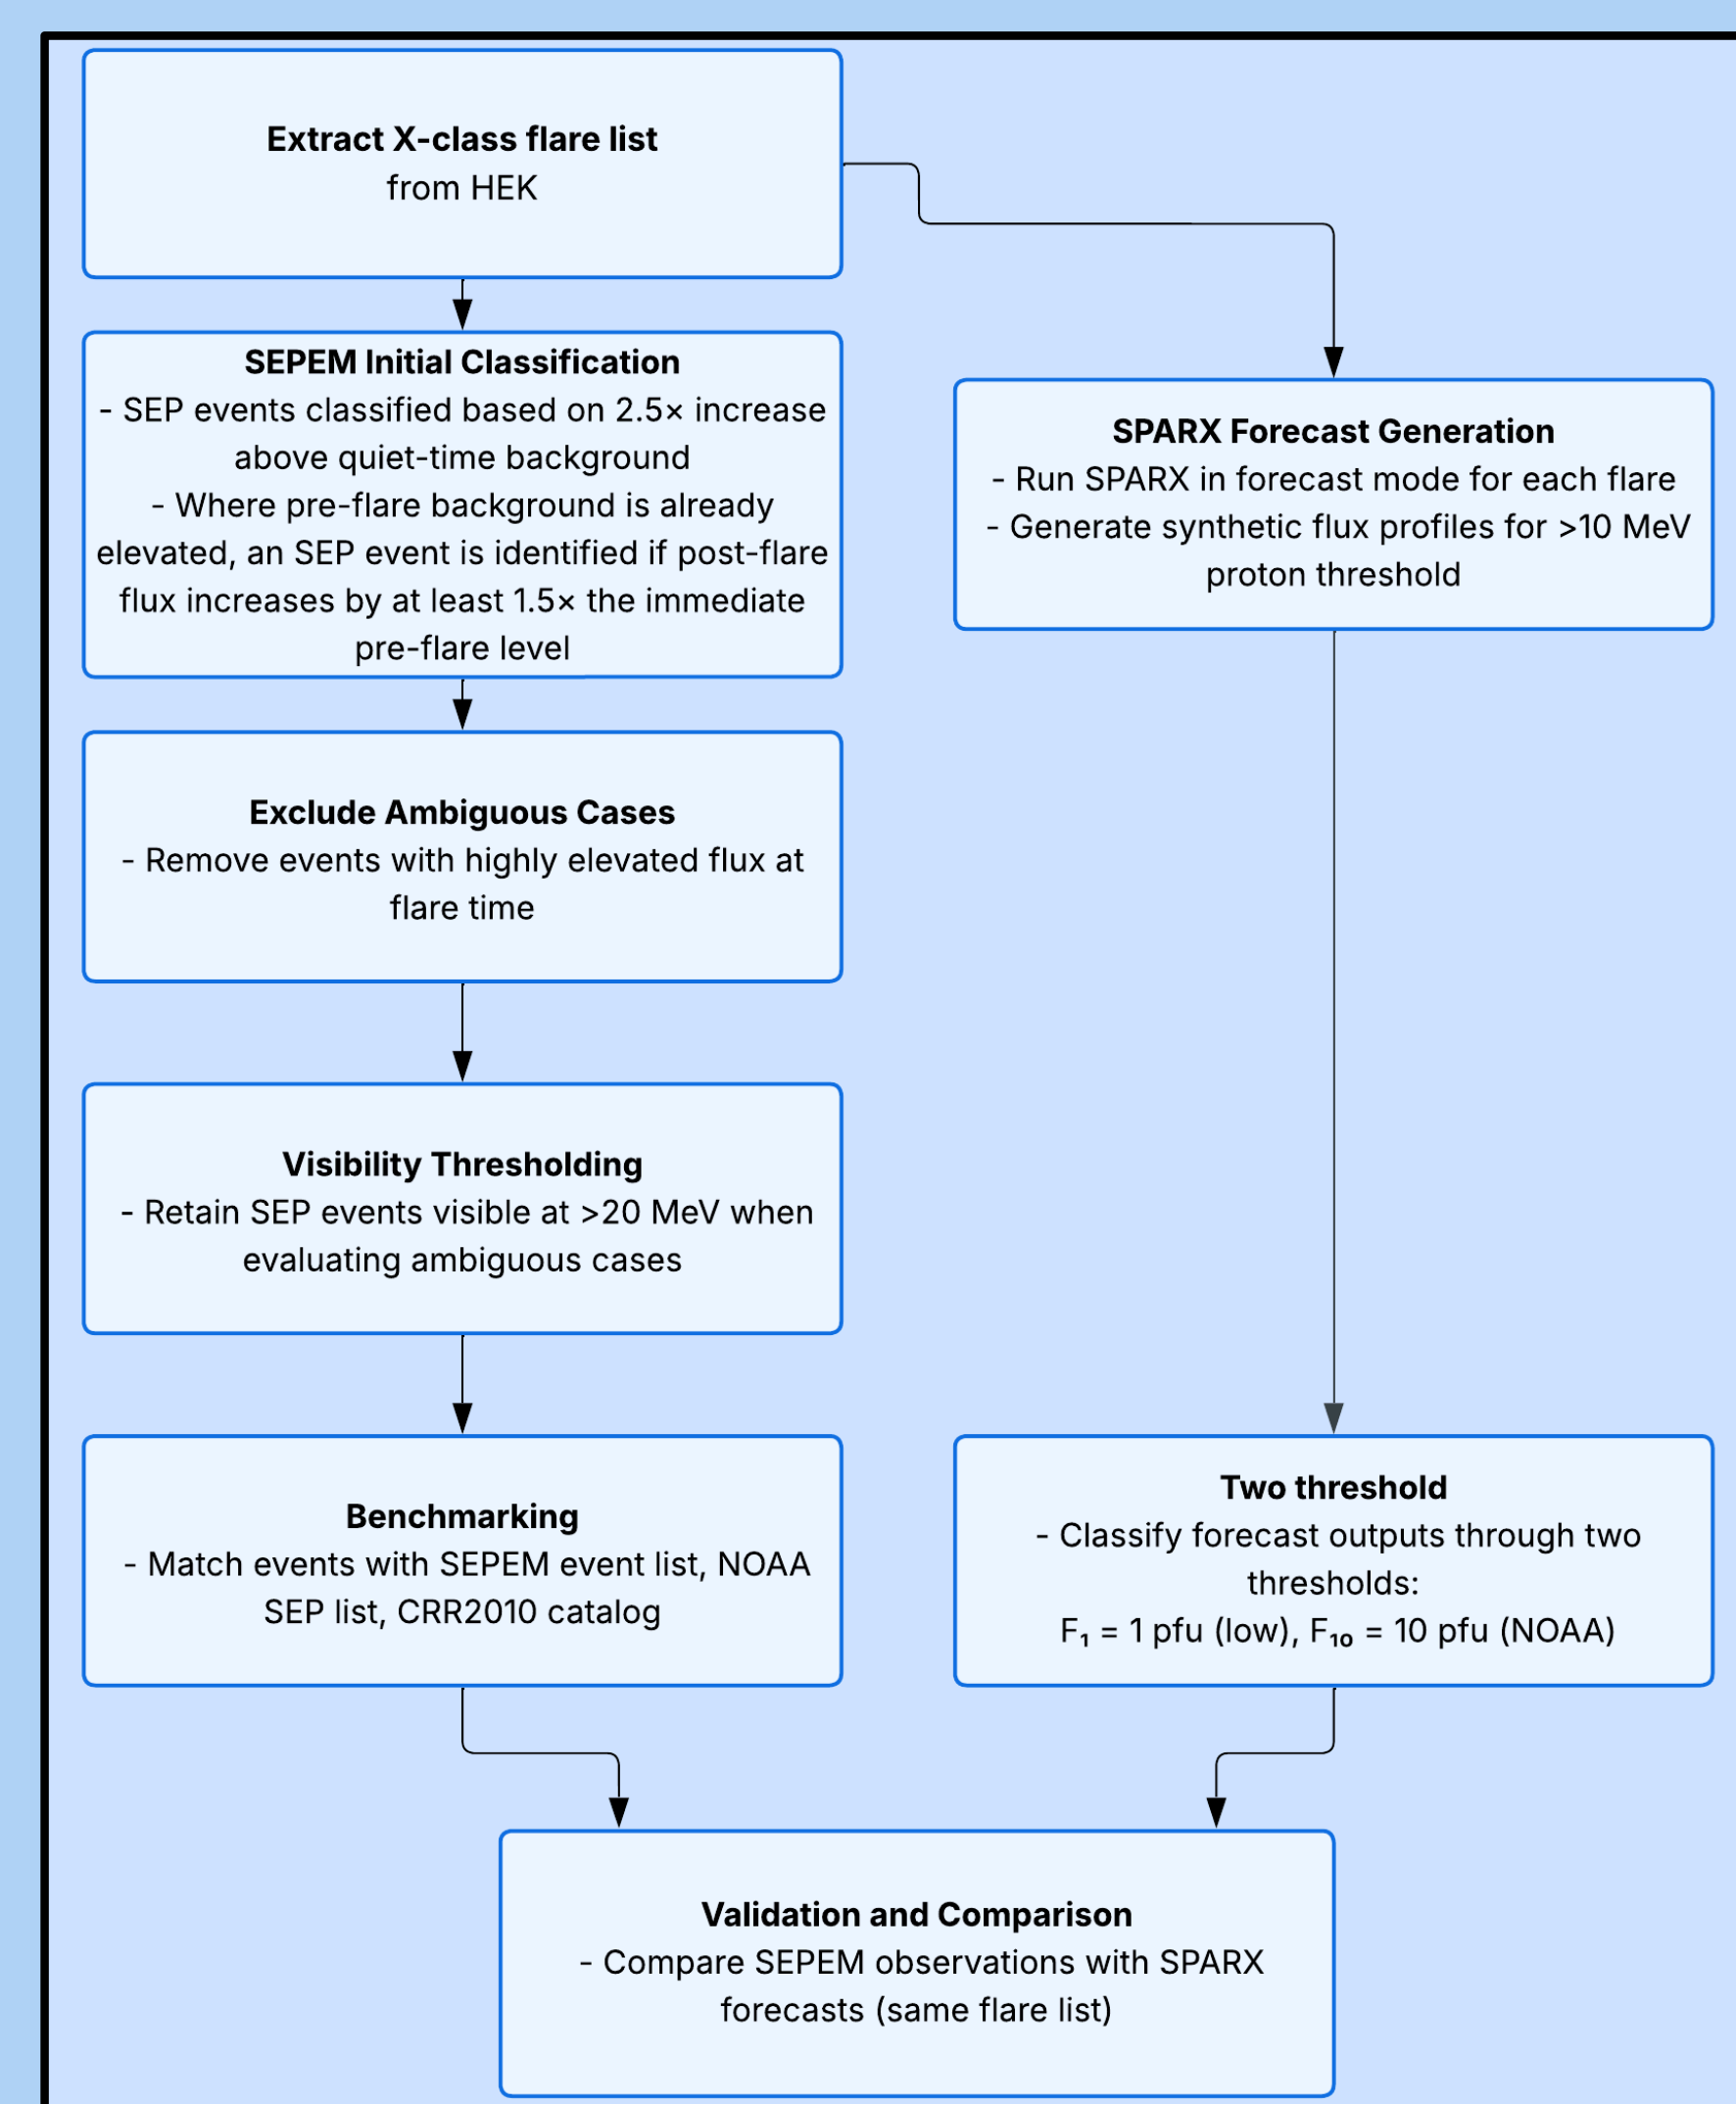 Extract X-class flare list
from HEK
SEPEM Initial Classification
- SEP events classified based on 2.5× increase
above quiet-time background
- Where pre-flare background is already
elevated, an SEP event is identified if post-flare
flux increases by at least 1.5× the immediate
pre-flare level
Exclude Ambiguous Cases
- Remove events with highly elevated flux at
flare time
Visibility Thresholding
- Retain SEP events visible at >20 MeV when
evaluating ambiguous cases
Benchmarking
- Match events with SEPEM event list, NOAA
SEP list, CRR2010 catalog
SPARX Forecast Generation
- Run SPARX in forecast mode for each flare
- Generate synthetic flux profiles for >10 MeV
proton threshold
Two threshold
- Classify forecast outputs through two
thresholds:
F₁ = 1 pfu (low), F₁₀ = 10 pfu (NOAA)
Validation and Comparison
- Compare SEPEM observations with SPARX
forecasts (same flare list)